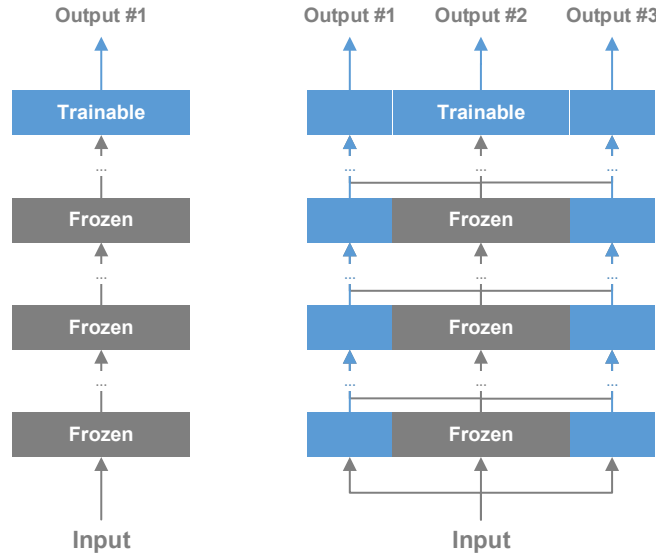 Output #1
Output #1 Output #2 Output #3
Trainable
Trainable
...
... ... ...
Frozen
Frozen
...
... ... ...
Frozen
Frozen
...
... ... ...
Frozen
Frozen
Input
Input